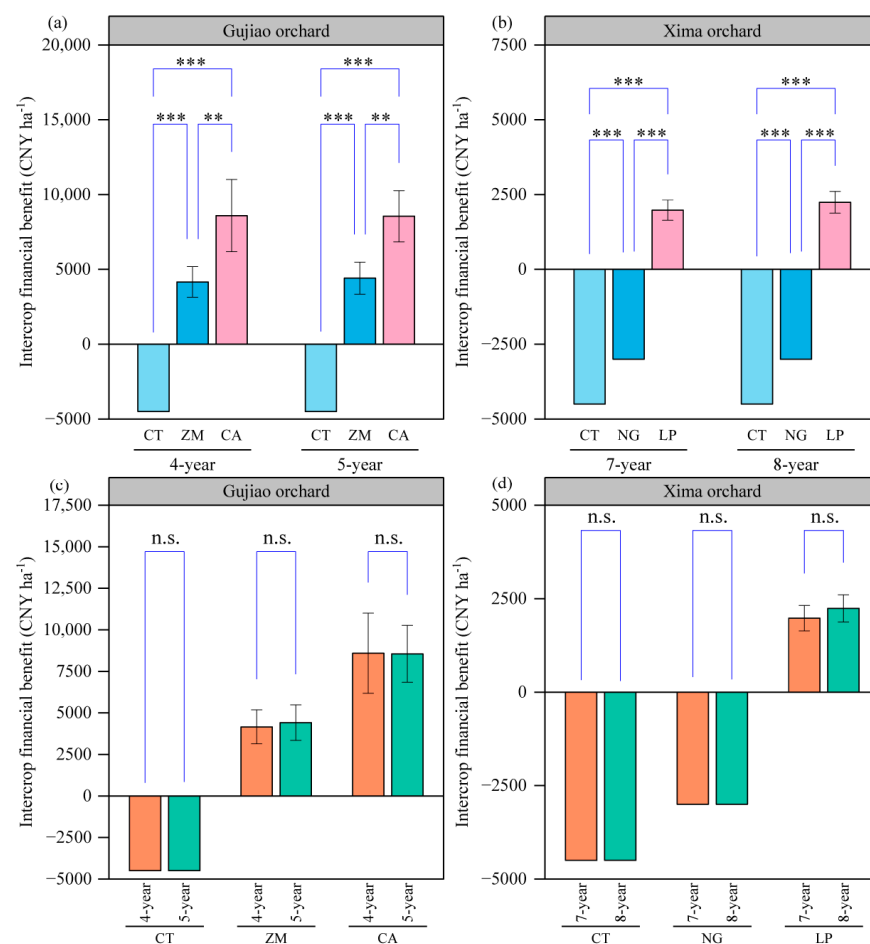 (a)
Gujiao orchard
Intercrop financial benefit (CNY ha⁻¹)
20,000
15,000
10,000
5000
0
−5000
***
***
**
***
***
**
CT ZM CA CT ZM CA
4-year 5-year
(b)
Xima orchard
Intercrop financial benefit (CNY ha⁻¹)
7500
5000
2500
0
−2500
−5000
***
***
***
***
***
***
CT NG LP CT NG LP
7-year 8-year
(c)
Gujiao orchard
Intercrop financial benefit (CNY ha⁻¹)
17,500
15,000
12,500
10,000
7500
5000
2500
0
−2500
−5000
n.s. n.s. n.s.
4-year 5-year 4-year 5-year 4-year 5-year
CT ZM CA
(d)
Xima orchard
Intercrop financial benefit (CNY ha⁻¹)
5000
2500
0
−2500
−5000
n.s. n.s. n.s.
7-year 8-year 7-year 8-year 7-year 8-year
CT NG LP